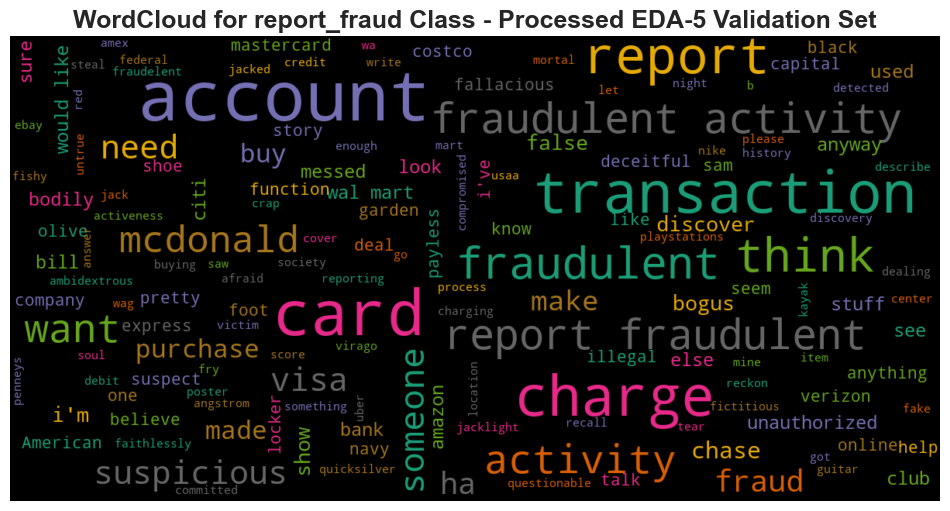 WordCloud for report_fraud Class - Processed EDA-5 Validation Set
sure
amex
mastercard
wa
costco
mortal
report
black
steal
federal
jacked
credit
write
fallacious
let
night
capital
used
would like
fraudelent
red
account
b
detected
ebay
story
fraudulent activity
need
untrue
buy
enough
mart
false
please
history
anyway
shoe
messed
look
compromised
i've
nike
deceitful
sam
describe
fishy
jack
citi
function
wal mart
usaa
transaction
bodily
crap
garden
activeness
payless
like
discover
discovery
olive
answer
mcdonald
cover
deal
know
playstations
go
fraudulent
think
bill
buying
saw
society
afraid
reporting
dealing
ambidextrous
process
seem
kayak
company
wag
pretty
card
charging
make
bogus
stuff
center
want
express
foot
victim
report fraudulent
see
soul
purchase
score
virago
someone
illegal
else
mine
item
penneys
debit
suspect
fry
visa
location
reckon
anything
poster
one
angstrom
something
uber
amazon
charge
fictitious
verizon
fake
i'm
believe
locker
jacklight
recall
tear
unauthorized
American
faithlessly
made
show
bank
navy
activity
chase
got
online
help
suspicious
quicksilver
ha
questionable
talk
fraud
guitar
club
committed